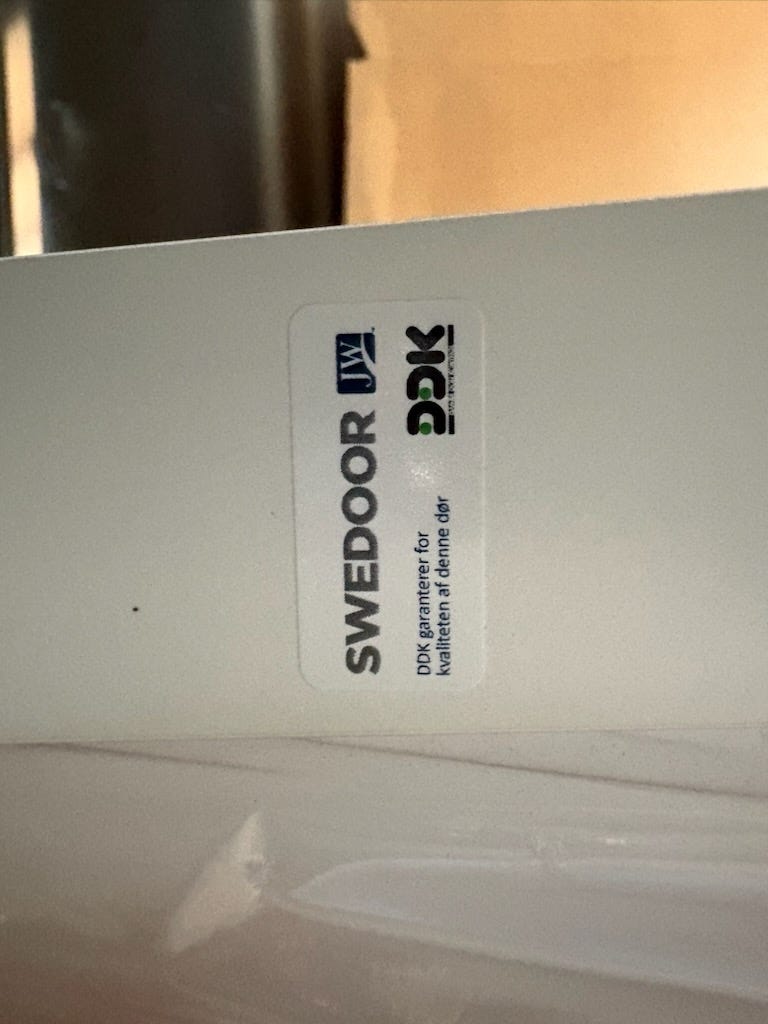 SWEDOOR JW
DDK
DDK garanterer for
kvaliteten af denne dør